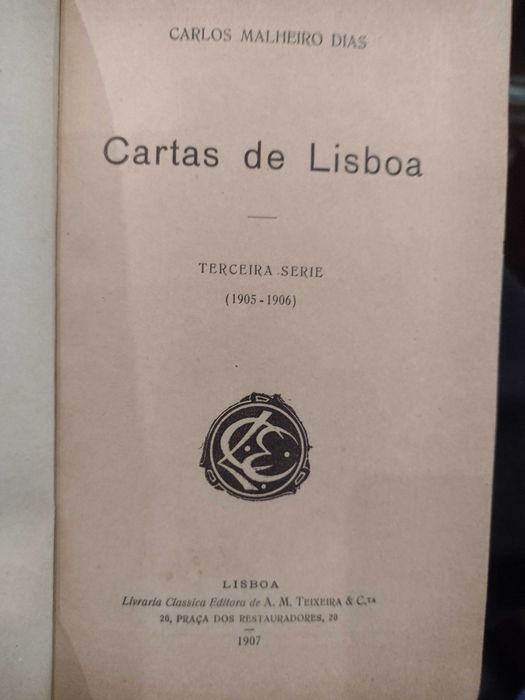 CARLOS MALHEIRO DIAS
Cartas de Lisboa
TERCEIRA SERIE
(1905-1906)
LISBOA
Livraria Classica Editora de A. M. TEIXEIRA & C.TA
20, PRAÇA DOS RESTAURADORES, 20
1907